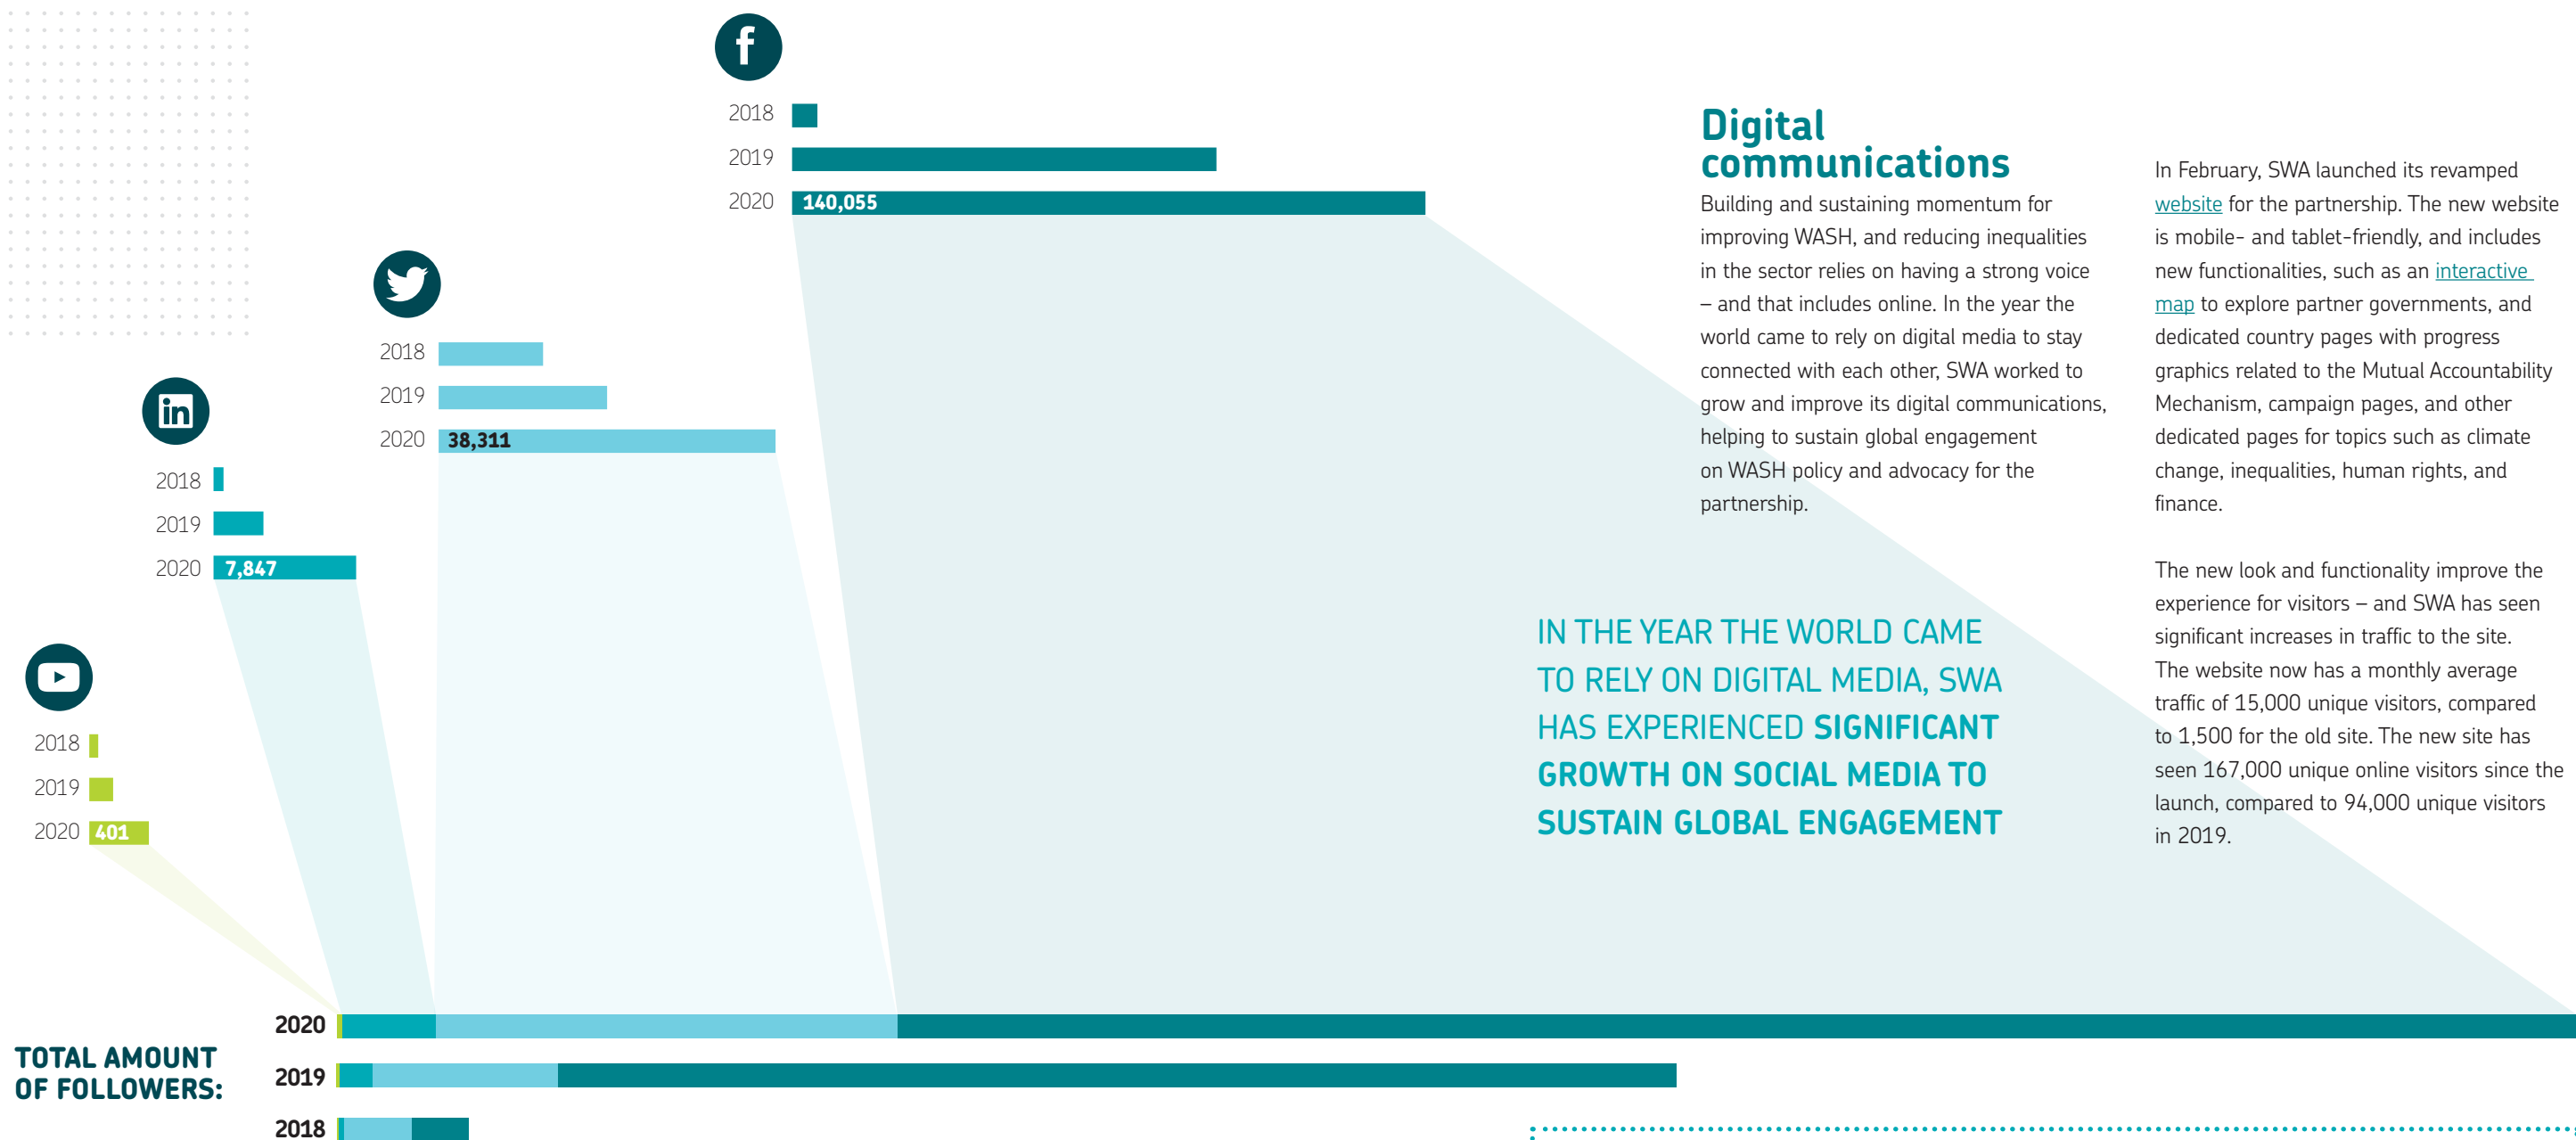 f
2018
2019
2020 140,055
2018
2019
2020 38,311
in
2018
2019
2020 7,847
2018
2019
2020 401
Digital
communications
Building and sustaining momentum for
improving WASH, and reducing inequalities
in the sector relies on having a strong voice
– and that includes online. In the year the
world came to rely on digital media to stay
connected with each other, SWA worked to
grow and improve its digital communications,
helping to sustain global engagement
on WASH policy and advocacy for the
partnership.
IN THE YEAR THE WORLD CAME
TO RELY ON DIGITAL MEDIA, SWA
HAS EXPERIENCED SIGNIFICANT
GROWTH ON SOCIAL MEDIA TO
SUSTAIN GLOBAL ENGAGEMENT
In February, SWA launched its revamped
website for the partnership. The new website
is mobile- and tablet-friendly, and includes
new functionalities, such as an interactive
map to explore partner governments, and
dedicated country pages with progress
graphics related to the Mutual Accountability
Mechanism, campaign pages, and other
dedicated pages for topics such as climate
change, inequalities, human rights, and
finance.
The new look and functionality improve the
experience for visitors – and SWA has seen
significant increases in traffic to the site.
The website now has a monthly average
traffic of 15,000 unique visitors, compared
to 1,500 for the old site. The new site has
seen 167,000 unique online visitors since the
launch, compared to 94,000 unique visitors
in 2019.
TOTAL AMOUNT
OF FOLLOWERS:
2020
2019
2018